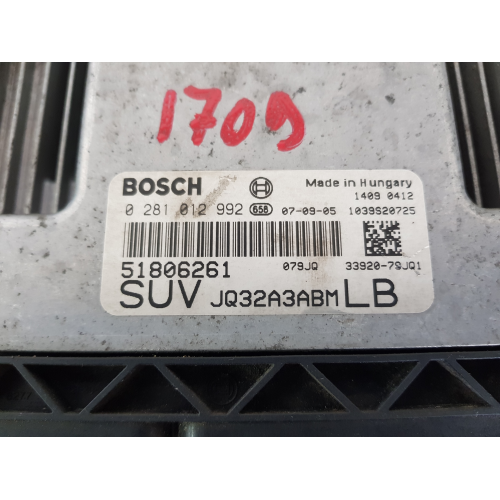 1709
BOSCH
Made in Hungary
1409 0412
0 281 012 992 658 07-09-05 1039S20725
51806261 079JQ 33920-79JQ1
SUV JQ32A3ABM LB